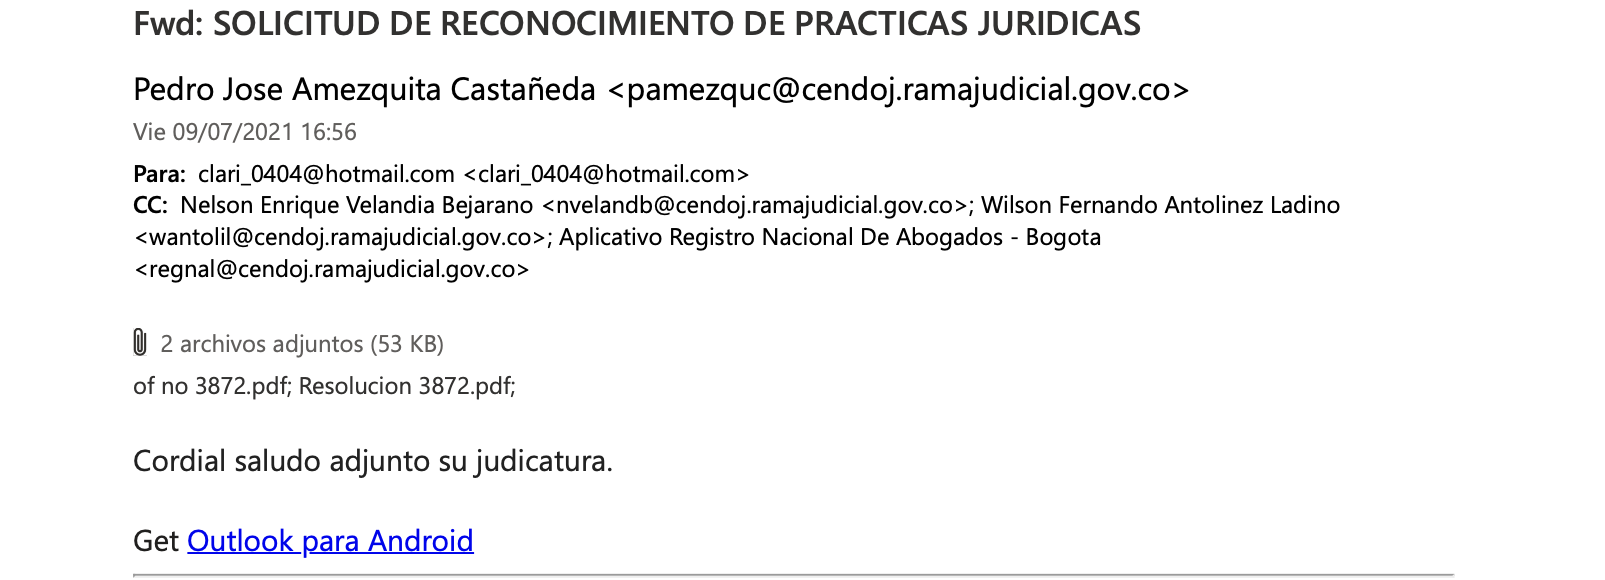 Fwd: SOLICITUD DE RECONOCIMIENTO DE PRACTICAS JURIDICAS
Pedro Jose Amezquita Castañeda <pamezquc@cendoj.ramajudicial.gov.co>
Vie 09/07/2021 16:56
Para: clari_0404@hotmail.com <clari_0404@hotmail.com>
CC: Nelson Enrique Velandia Bejarano <nvelandb@cendoj.ramajudicial.gov.co>; Wilson Fernando Antolinez Ladino
<wantolil@cendoj.ramajudicial.gov.co>; Aplicativo Registro Nacional De Abogados - Bogota
<regnal@cendoj.ramajudicial.gov.co>
2 archivos adjuntos (53 KB)
of no 3872.pdf; Resolucion 3872.pdf;
Cordial saludo adjunto su judicatura.
Get Outlook para Android